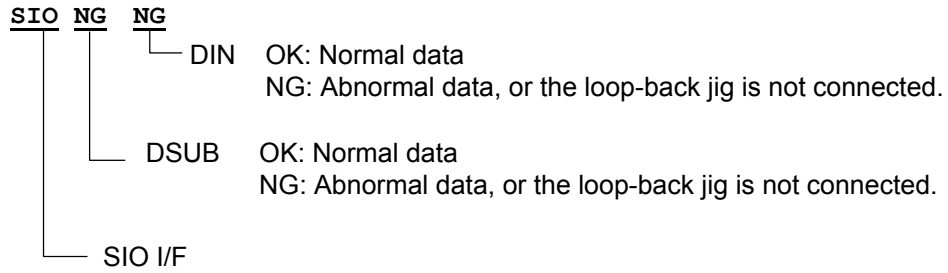 SIO NG NG
DIN OK: Normal data
NG: Abnormal data, or the loop-back jig is not connected.
DSUB OK: Normal data
NG: Abnormal data, or the loop-back jig is not connected.
SIO I/F